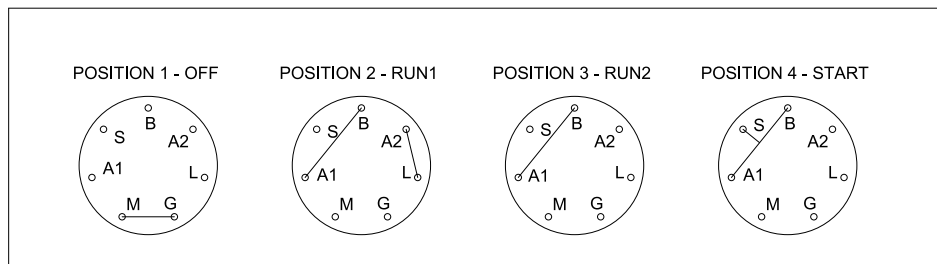 POSITION 1 - OFF
POSITION 2 - RUN1
POSITION 3 - RUN2
POSITION 4 - START
B
S
A2
A1
L
M
G
B
S
A2
A1
L
M
G
B
S
A2
A1
L
M
G
B
S
A2
A1
L
M
G